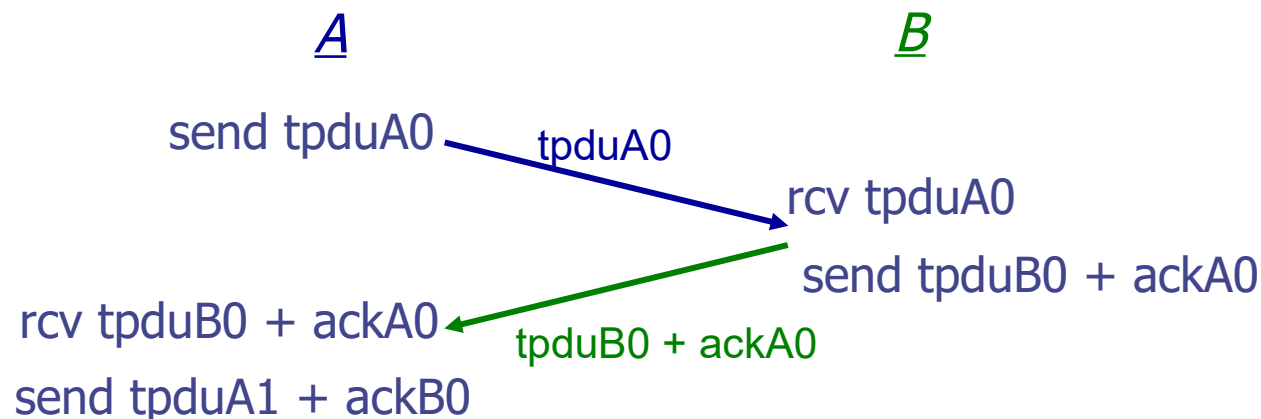 A
B
send tpduA0
tpduA0
rcv tpduA0
send tpduB0 + ackA0
rcv tpduB0 + ackA0
tpduB0 + ackA0
send tpduA1 + ackB0